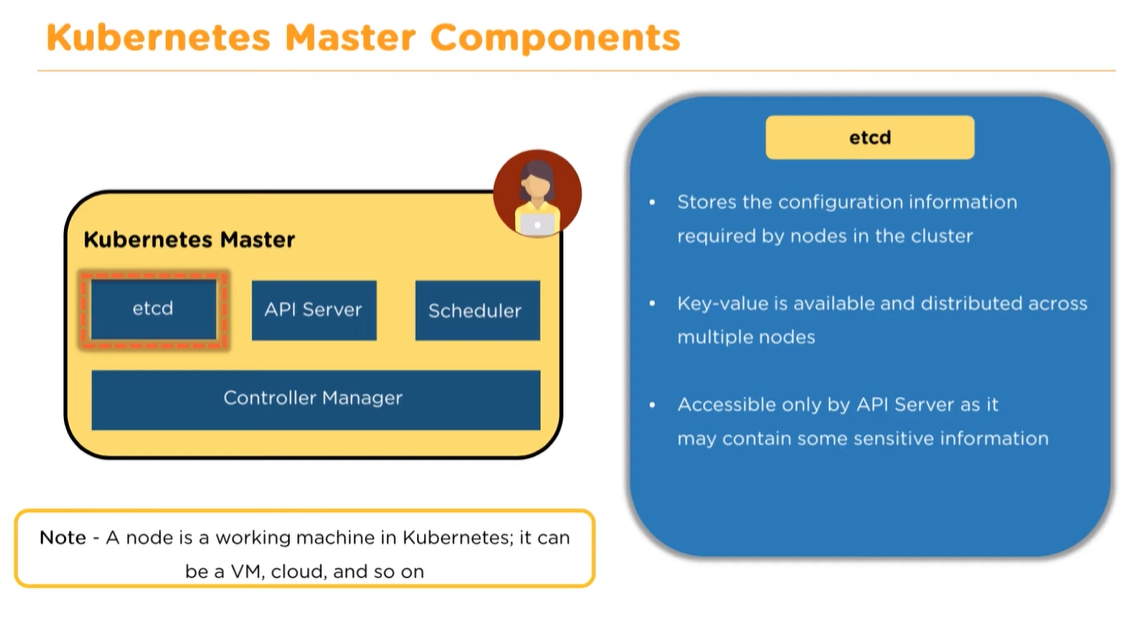 Kubernetes Master Components
Kubernetes Master
etcd
API Server
Scheduler
Controller Manager
Note - A node is a working machine in Kubernetes; it can
be a VM, cloud, and so on
etcd
• Stores the configuration information
required by nodes in the cluster
• Key-value is available and distributed across
multiple nodes
• Accessible only by API Server as it
may contain some sensitive information